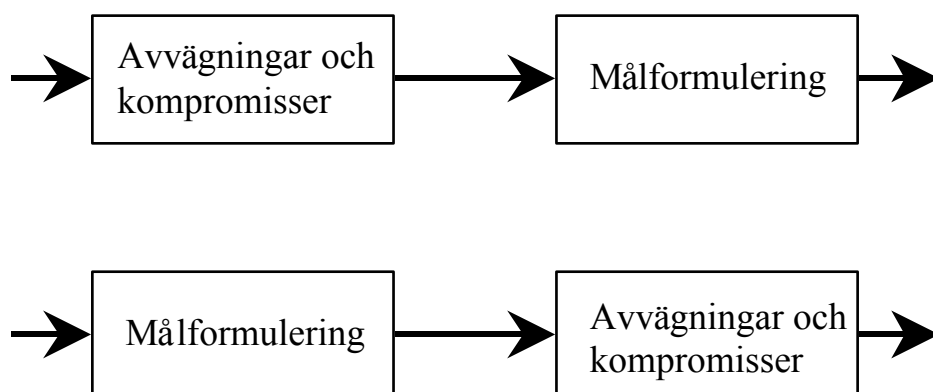 Avvägningar och
kompromisser
Målformulering
Målformulering
Avvägningar och
kompromisser